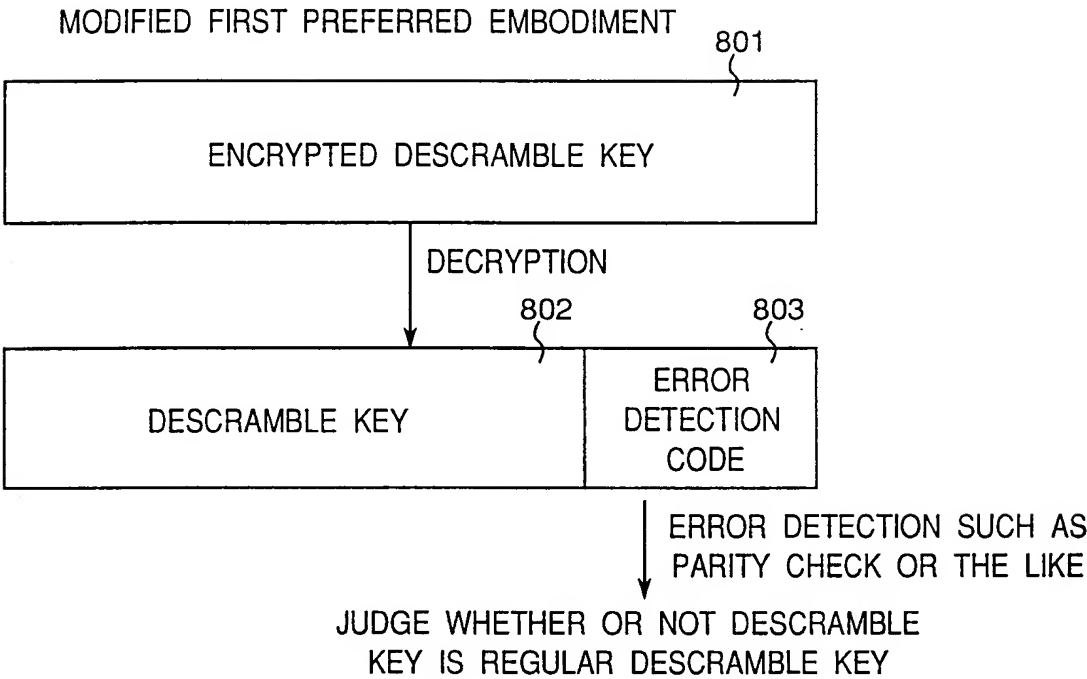 MODIFIED FIRST PREFERRED EMBODIMENT
801
ENCRYPTED DESCRAMBLE KEY
DECRYPTION
802
803
DESCRAMBLE KEY
ERROR
DETECTION
CODE
ERROR DETECTION SUCH AS
PARITY CHECK OR THE LIKE
JUDGE WHETHER OR NOT DESCRAMBLE
KEY IS REGULAR DESCRAMBLE KEY